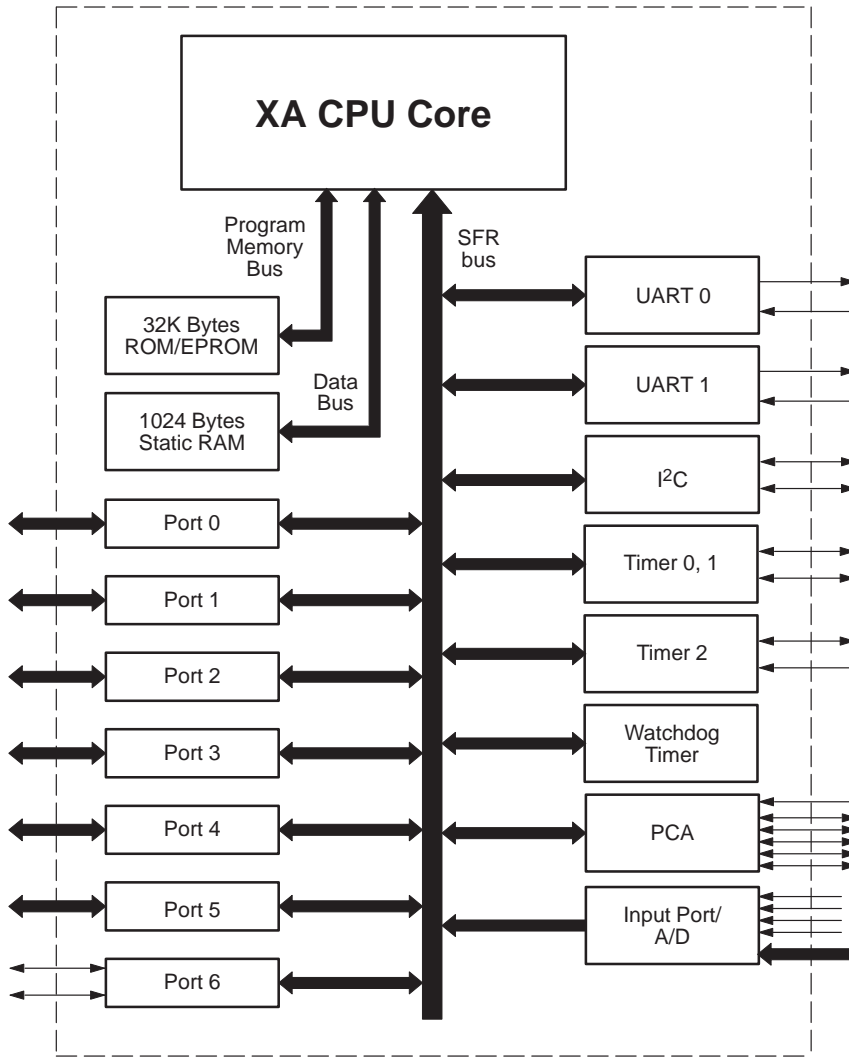 XA CPU Core
Program
Memory
Bus
SFR
bus
32K Bytes
ROM/EPROM
Data
Bus
1024 Bytes
Static RAM
Port 0
Port 1
Port 2
Port 3
Port 4
Port 5
Port 6
UART 0
UART 1
I²C
Timer 0, 1
Timer 2
Watchdog
Timer
PCA
Input Port/
A/D